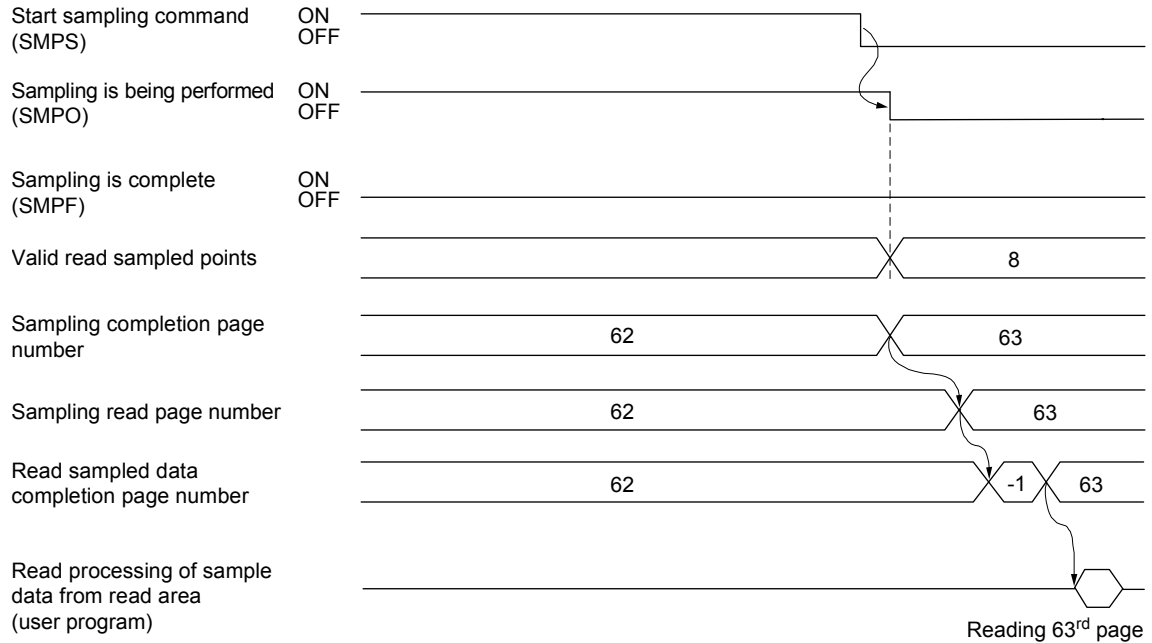 Start sampling command
(SMPS)
ON
OFF
Sampling is being performed
(SMPO)
ON
OFF
Sampling is complete
(SMPF)
ON
OFF
Valid read sampled points
8
Sampling completion page
number
62
63
Sampling read page number
62
63
Read sampled data
completion page number
62
-1
63
Read processing of sample
data from read area
(user program)
Reading 63rd page